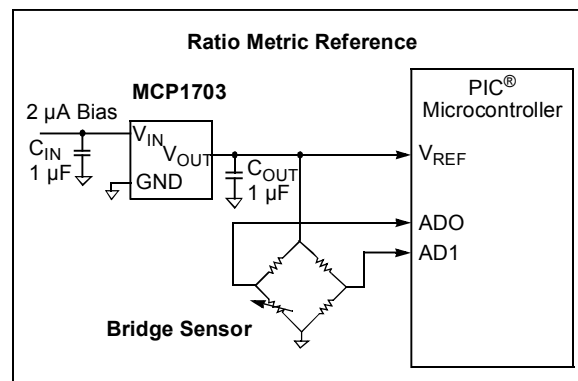 Ratio Metric Reference
PIC®
Microcontroller
MCP1703
2 µA Bias
VIN
VOUT
GND
CIN
1 µF
COUT
1 µF
VREF
ADO
AD1
Bridge Sensor